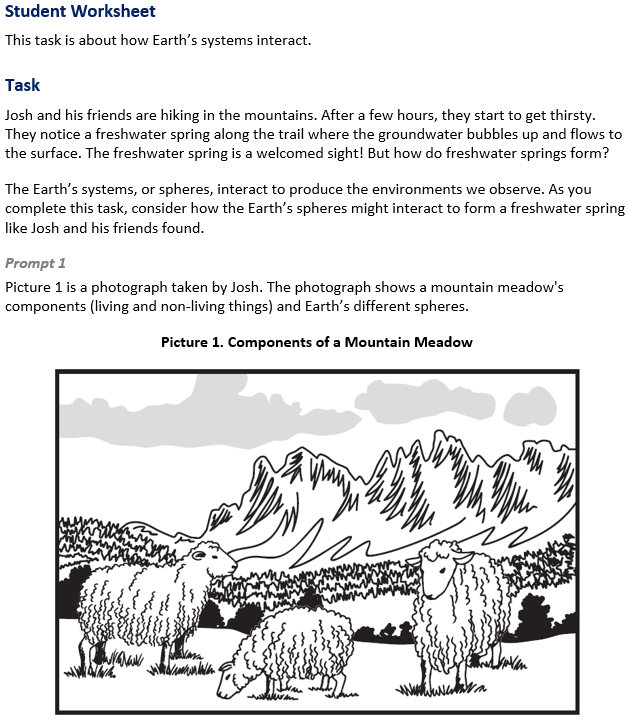 Student Worksheet
This task is about how Earth’s systems interact.
Task
Josh and his friends are hiking in the mountains. After a few hours, they start to get thirsty.
They notice a freshwater spring along the trail where the groundwater bubbles up and flows to
the surface. The freshwater spring is a welcomed sight! But how do freshwater springs form?
The Earth’s systems, or spheres, interact to produce the environments we observe. As you
complete this task, consider how the Earth’s spheres might interact to form a freshwater spring
like Josh and his friends found.
Prompt 1
Picture 1 is a photograph taken by Josh. The photograph shows a mountain meadow's
components (living and non-living things) and Earth’s different spheres.
Picture 1. Components of a Mountain Meadow